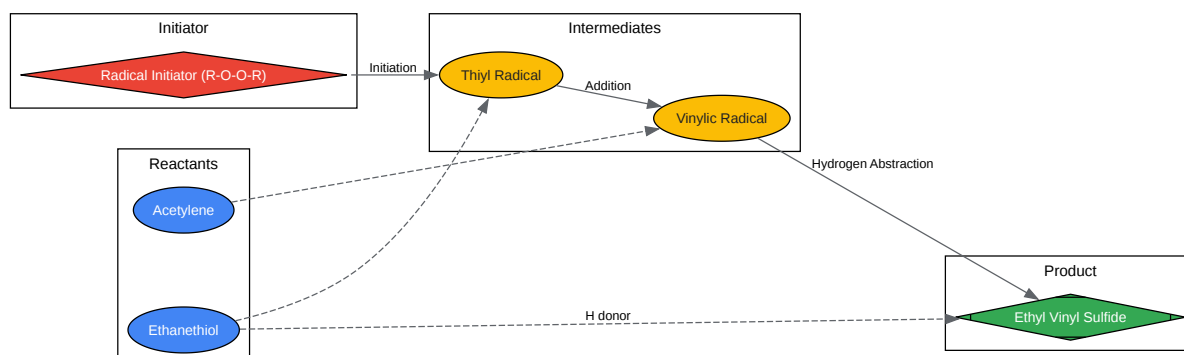 Initiator
Radical Initiator (R-O-O-R)
Initiation
Intermediates
Thiyl Radical
Addition
Vinylic Radical
Reactants
Acetylene
Ethanethiol
Hydrogen Abstraction
H donor
Product
Ethyl Vinyl Sulfide